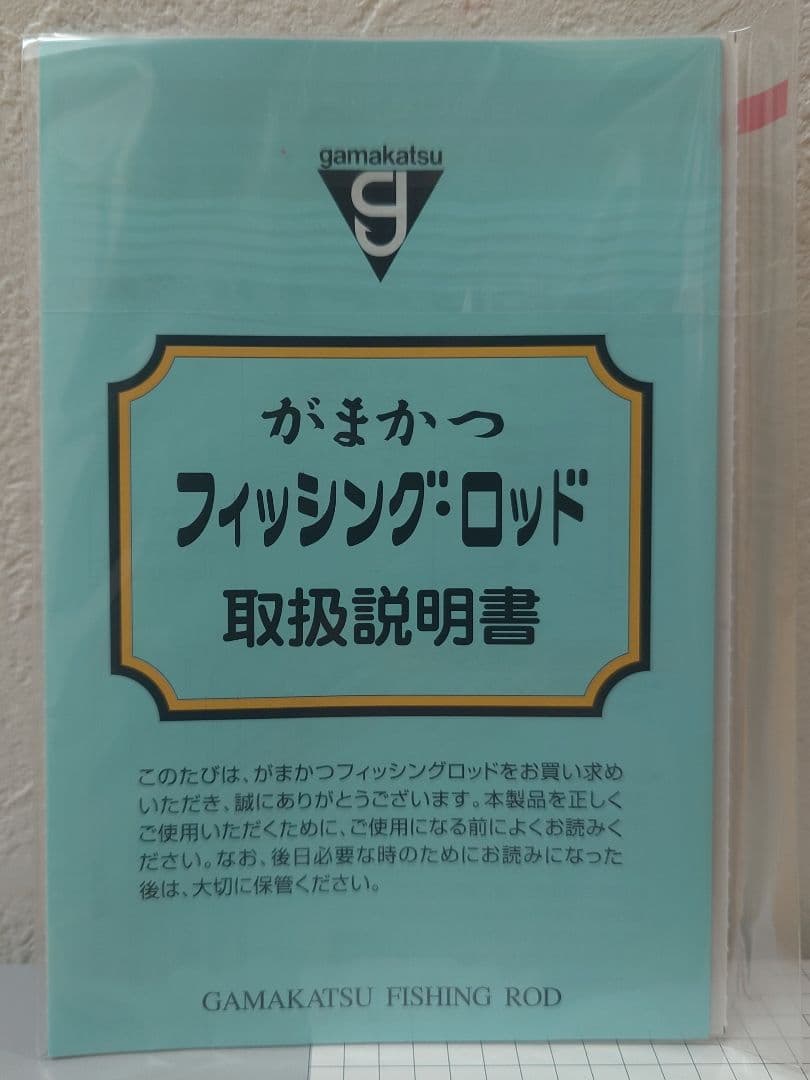 gamakatsu
g
がまかつ
フィッシング・ロッド
取扱説明書
このたびは、がまかつフィッシングロッドをお買い求め
いただき、誠にありがとうございます。本製品を正しく
ご使用いただくために、ご使用になる前によくお読みく
ださい。なお、後日必要な時のためにお読みになった
後は、大切に保管ください。
GAMAKATSU FISHING ROD